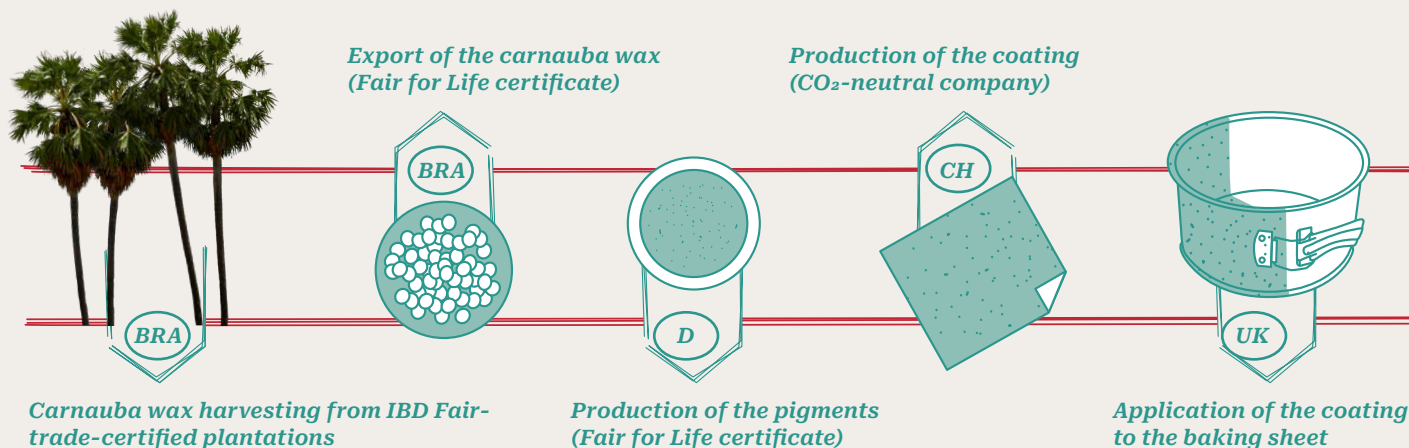 Export of the carnauba wax
(Fair for Life certificate)
Production of the coating
(CO₂-neutral company)
BRA
CH
BRA
D
UK
Carnauba wax harvesting from IBD Fair-
trade-certified plantations
Production of the pigments
(Fair for Life certificate)
Application of the coating
to the baking sheet